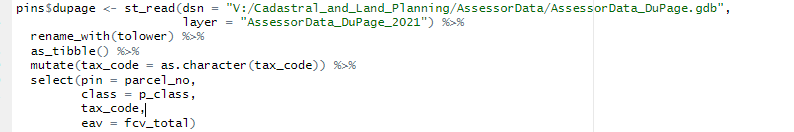 pins$dupage <- st_read(dsn = "V:/Cadastral_and_Land_Planning/AssessorData/AssessorData_DuPage.gdb",
layer = "AssessorData_DuPage_2021") %>%
rename_with(tolower) %>%
as_tibble() %>%
mutate(tax_code = as.character(tax_code)) %>%
select(pin = parcel_no,
class = p_class,
tax_code,
eav = fcv_total)